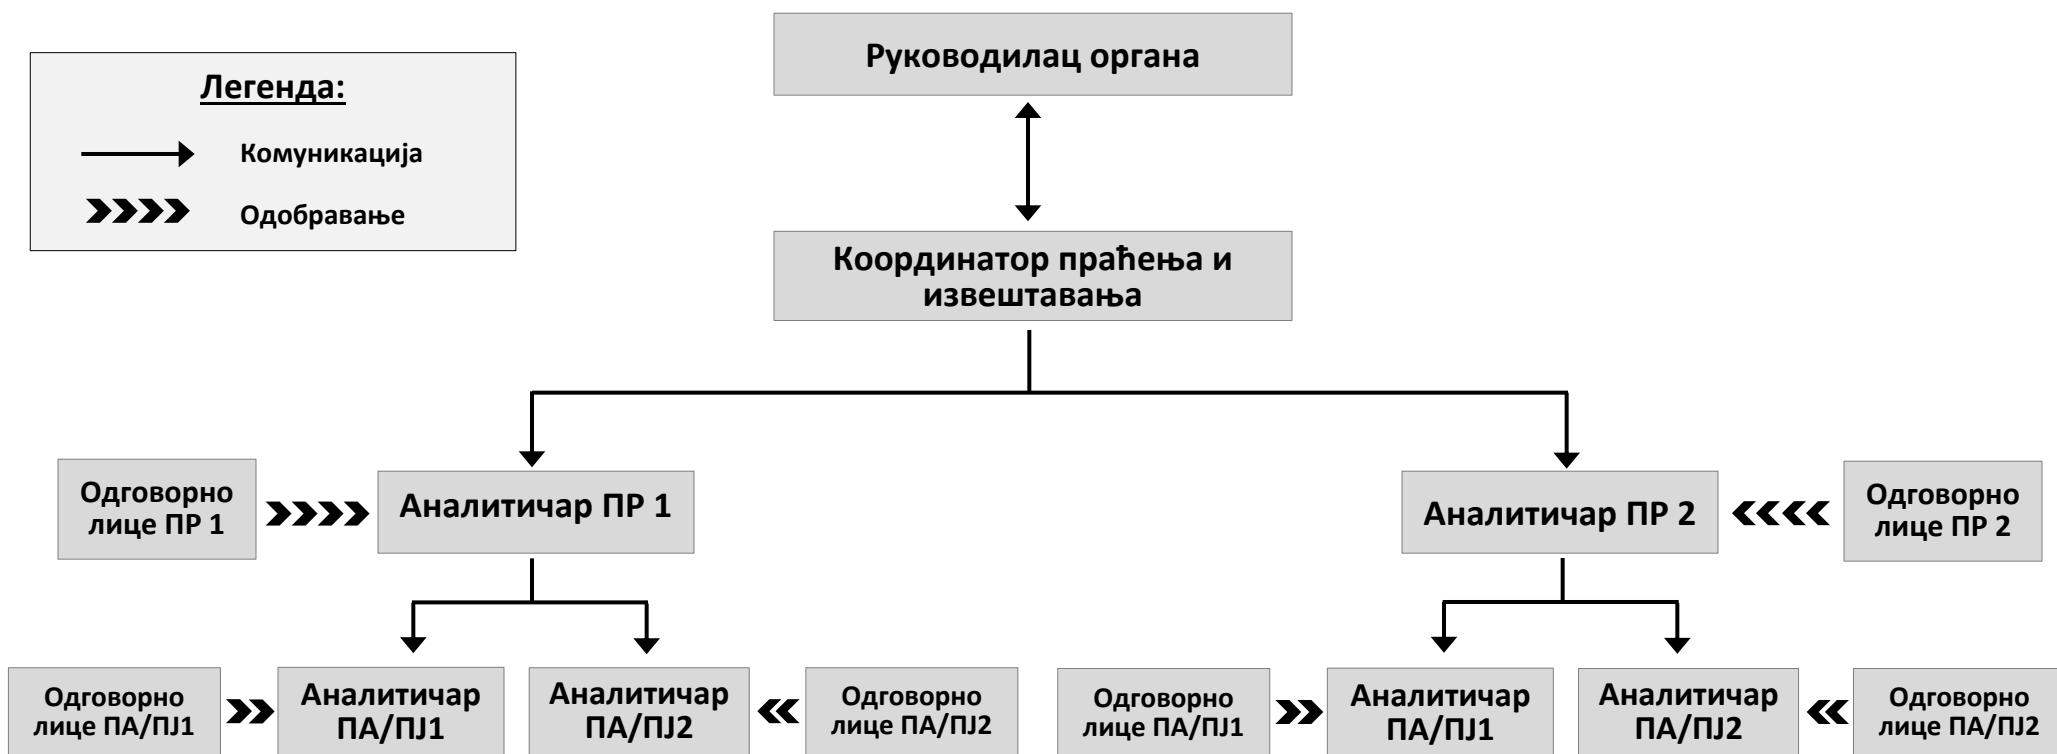 Руководилац органа
Легенда:
Комуникација
Одобравање
Координатор праћења и
извештавања
Одговорно
лице ПР 1
Аналитичар ПР 1
Аналитичар ПР 2
Одговорно
лице ПР 2
Одговорно
лице ПА/ПЈ1
Аналитичар
ПА/ПЈ1
Аналитичар
ПА/ПЈ2
Одговорно
лице ПА/ПЈ2
Одговорно
лице ПА/ПЈ1
Аналитичар
ПА/ПЈ1
Аналитичар
ПА/ПЈ2
Одговорно
лице ПА/ПЈ2